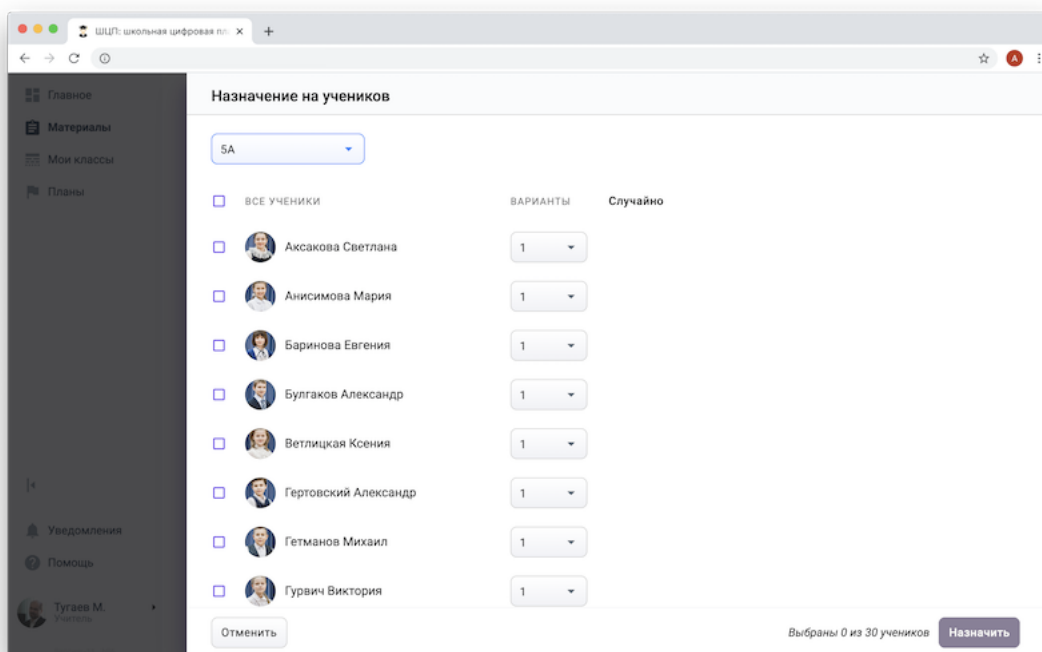 ШЦП: школьная цифровая пл
А
Главное
Материалы
Мои классы
Планы
Уведомления
Помощь
Тугаев М.
Учитель
Назначение на учеников
5А
ВСЕ УЧЕНИКИ ВАРИАНТЫ Случайно
Аксакова Светлана 1
Анисимова Мария 1
Баринова Евгения 1
Булгаков Александр 1
Ветлицкая Ксения 1
Гертовский Александр 1
Гетманов Михаил 1
Гурвич Виктория 1
Отменить Выбраны 0 из 30 учеников Назначить